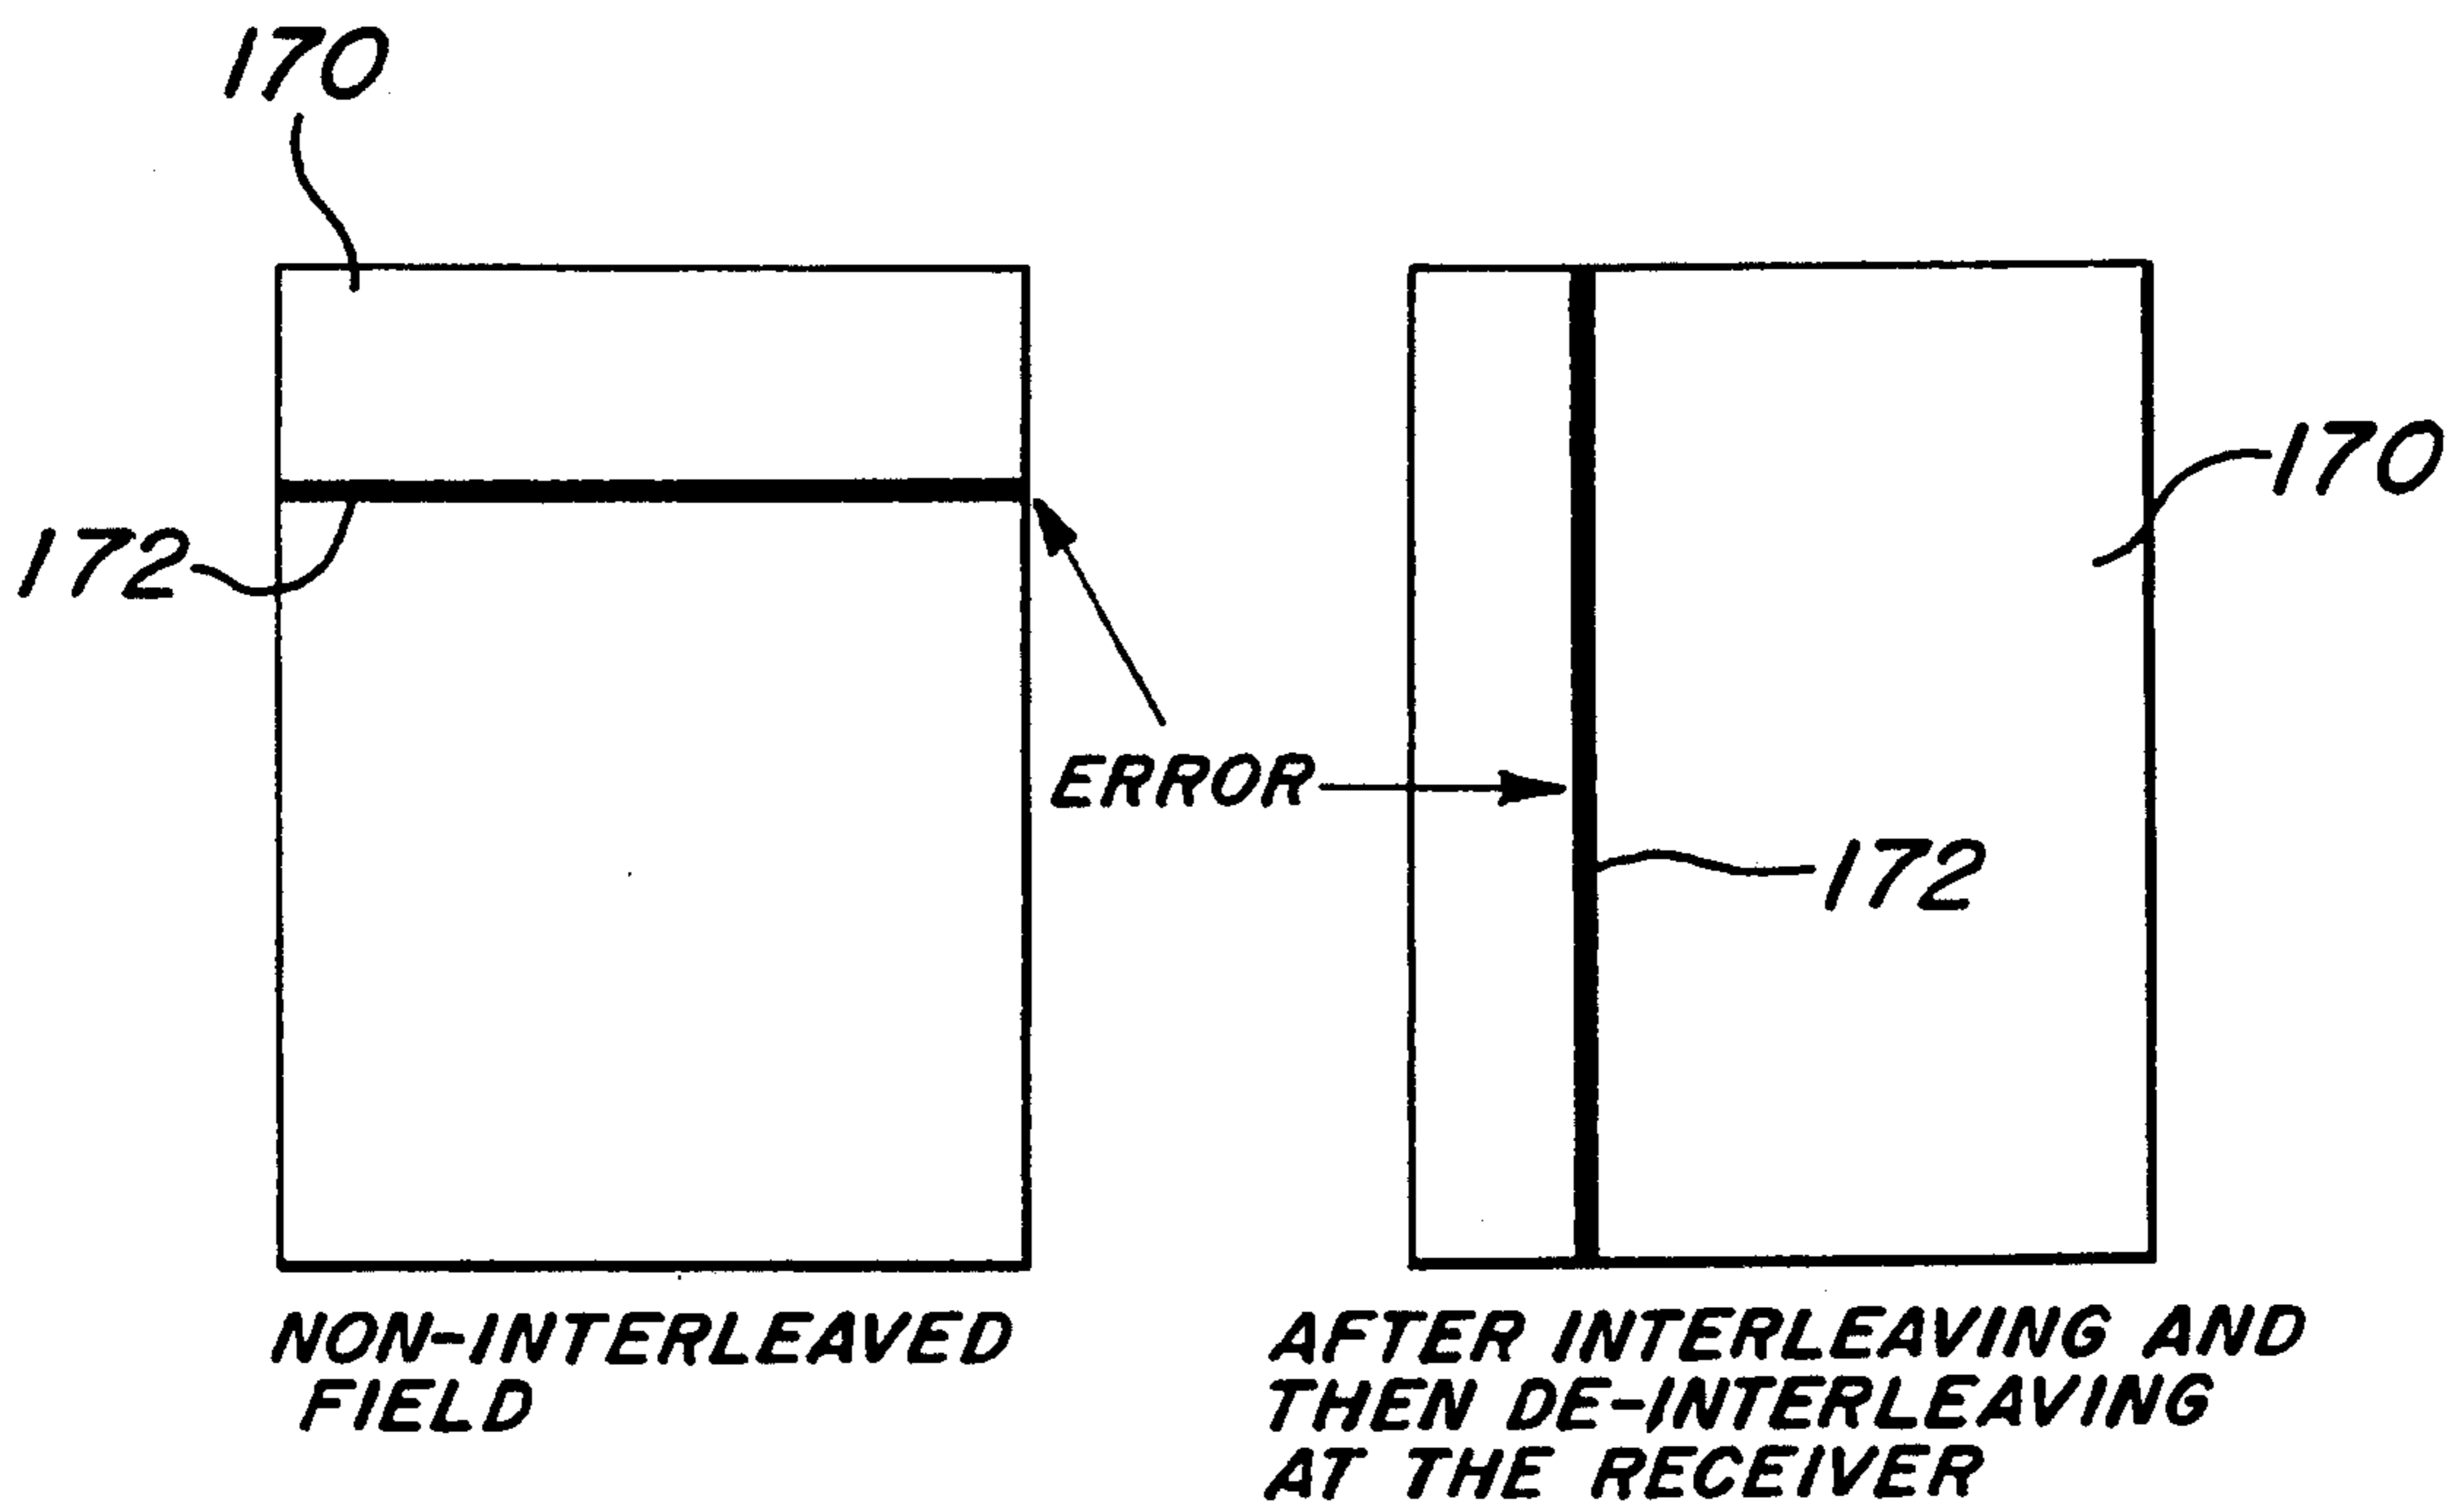 170
170
172
ERROR
172
NON-INTERLEAVED
FIELD
AFTER INTERLEAVING AND
THEN DE-INTERLEAVING
AT THE RECEIVER